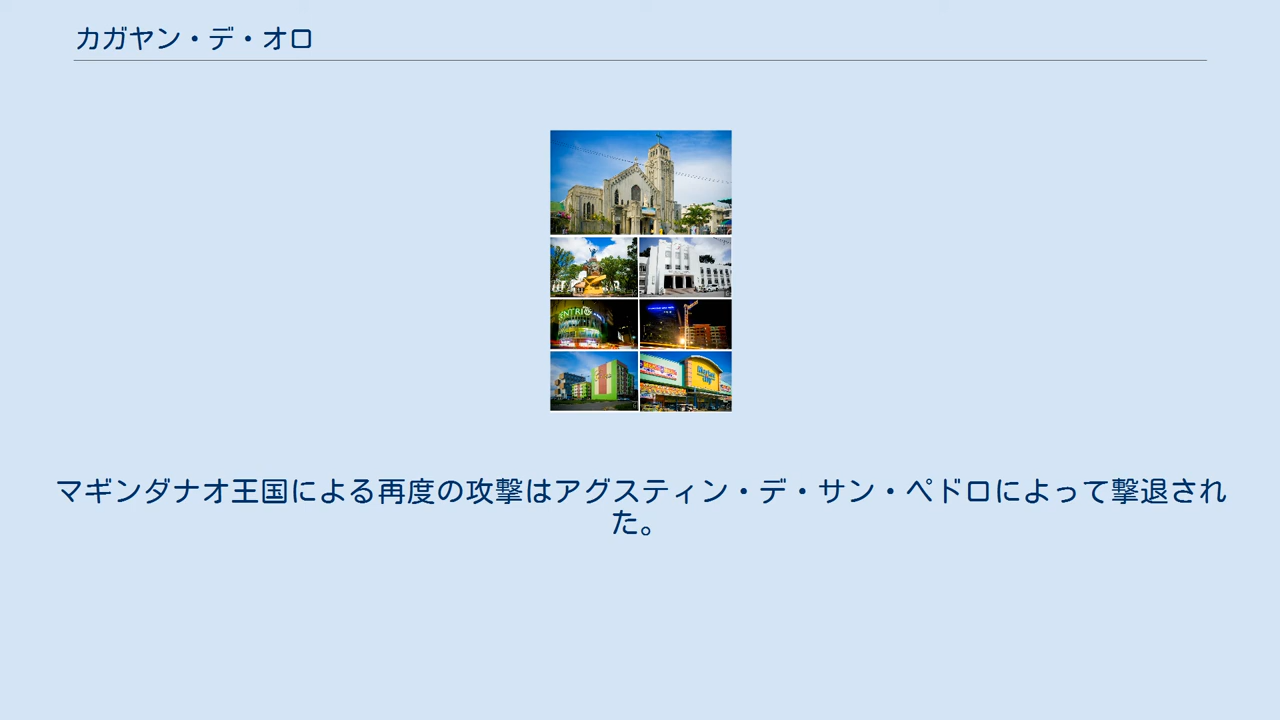 カガヤン・デ・オロ
マギンダナオ王国による再度の攻撃はアグスティン・デ・サン・ペドロによって撃退され
た。